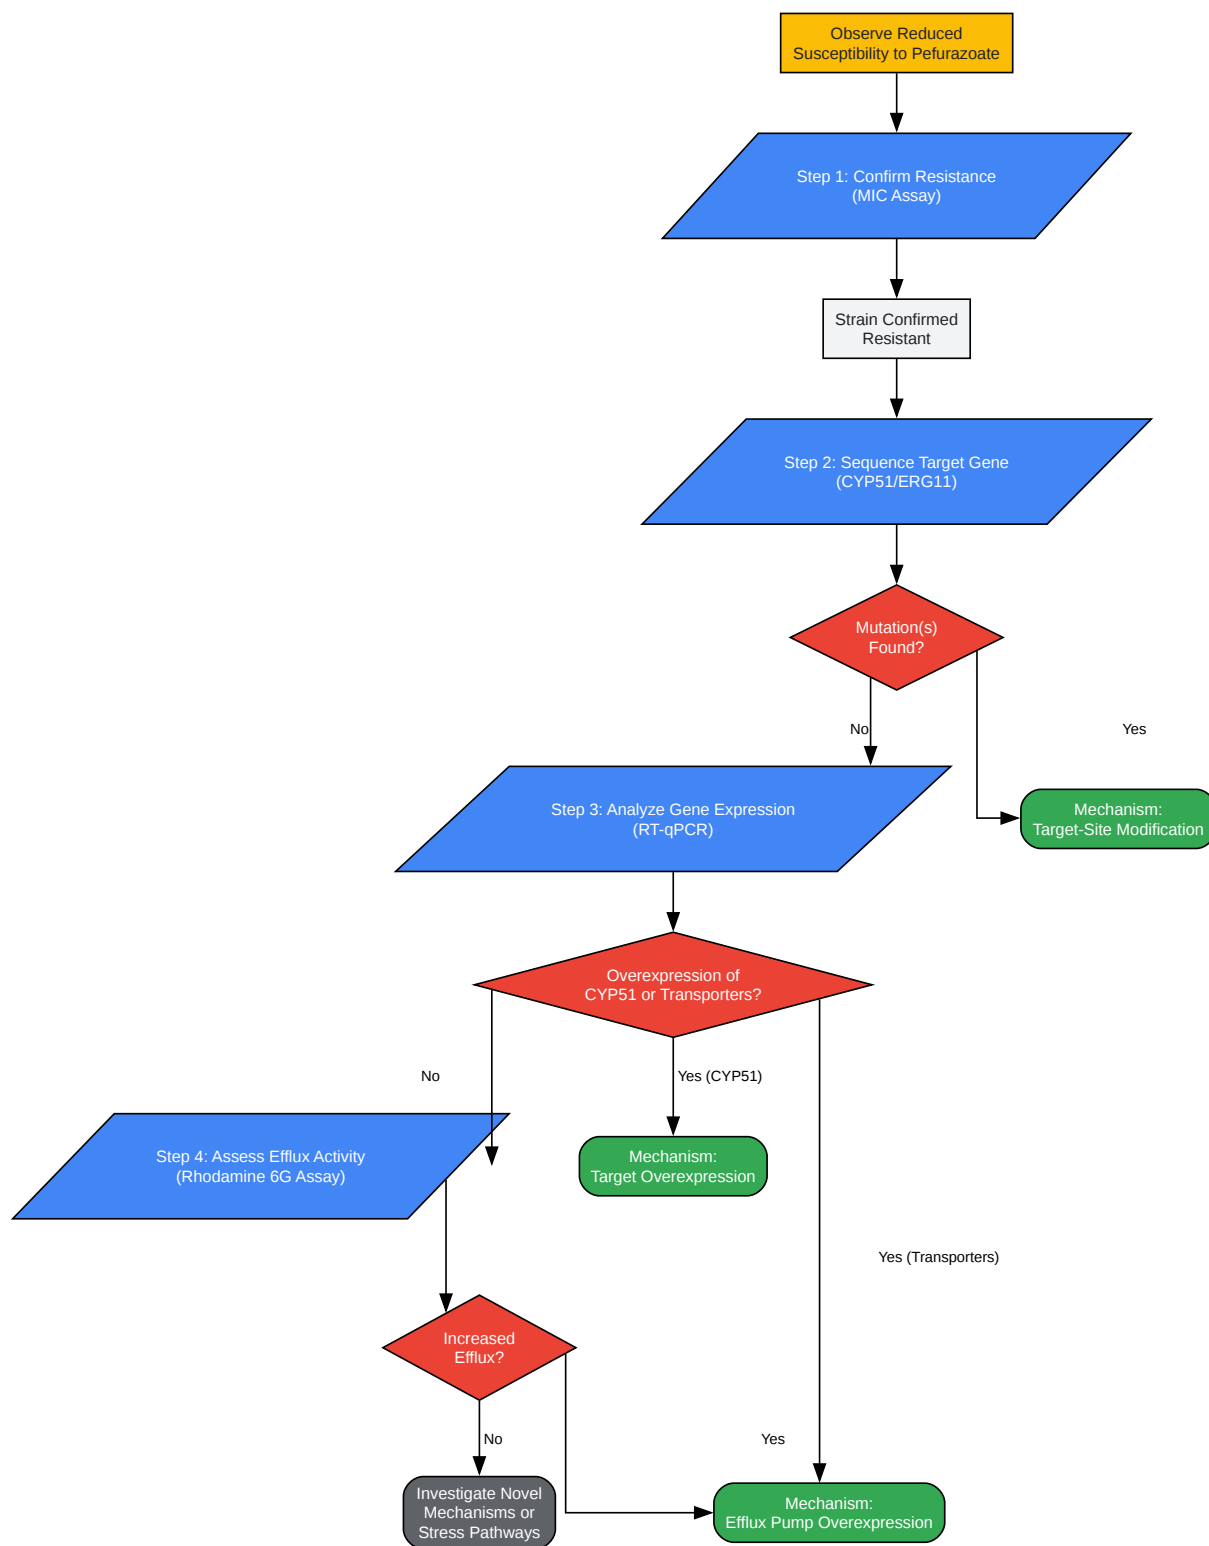 Observe Reduced
Susceptibility to Pefurazoate
Step 1: Confirm Resistance
(MIC Assay)
Strain Confirmed
Resistant
Step 2: Sequence Target Gene
(CYP51/ERG11)
Mutation(s)
Found?
No
Yes
Step 3: Analyze Gene Expression
(RT-qPCR)
Mechanism:
Target-Site Modification
Overexpression of
CYP51 or Transporters?
No
Yes (CYP51)
Step 4: Assess Efflux Activity
(Rhodamine 6G Assay)
Mechanism:
Target Overexpression
Yes (Transporters)
Increased
Efflux?
No
Yes
Investigate Novel
Mechanisms or
Stress Pathways
Mechanism:
Efflux Pump Overexpression